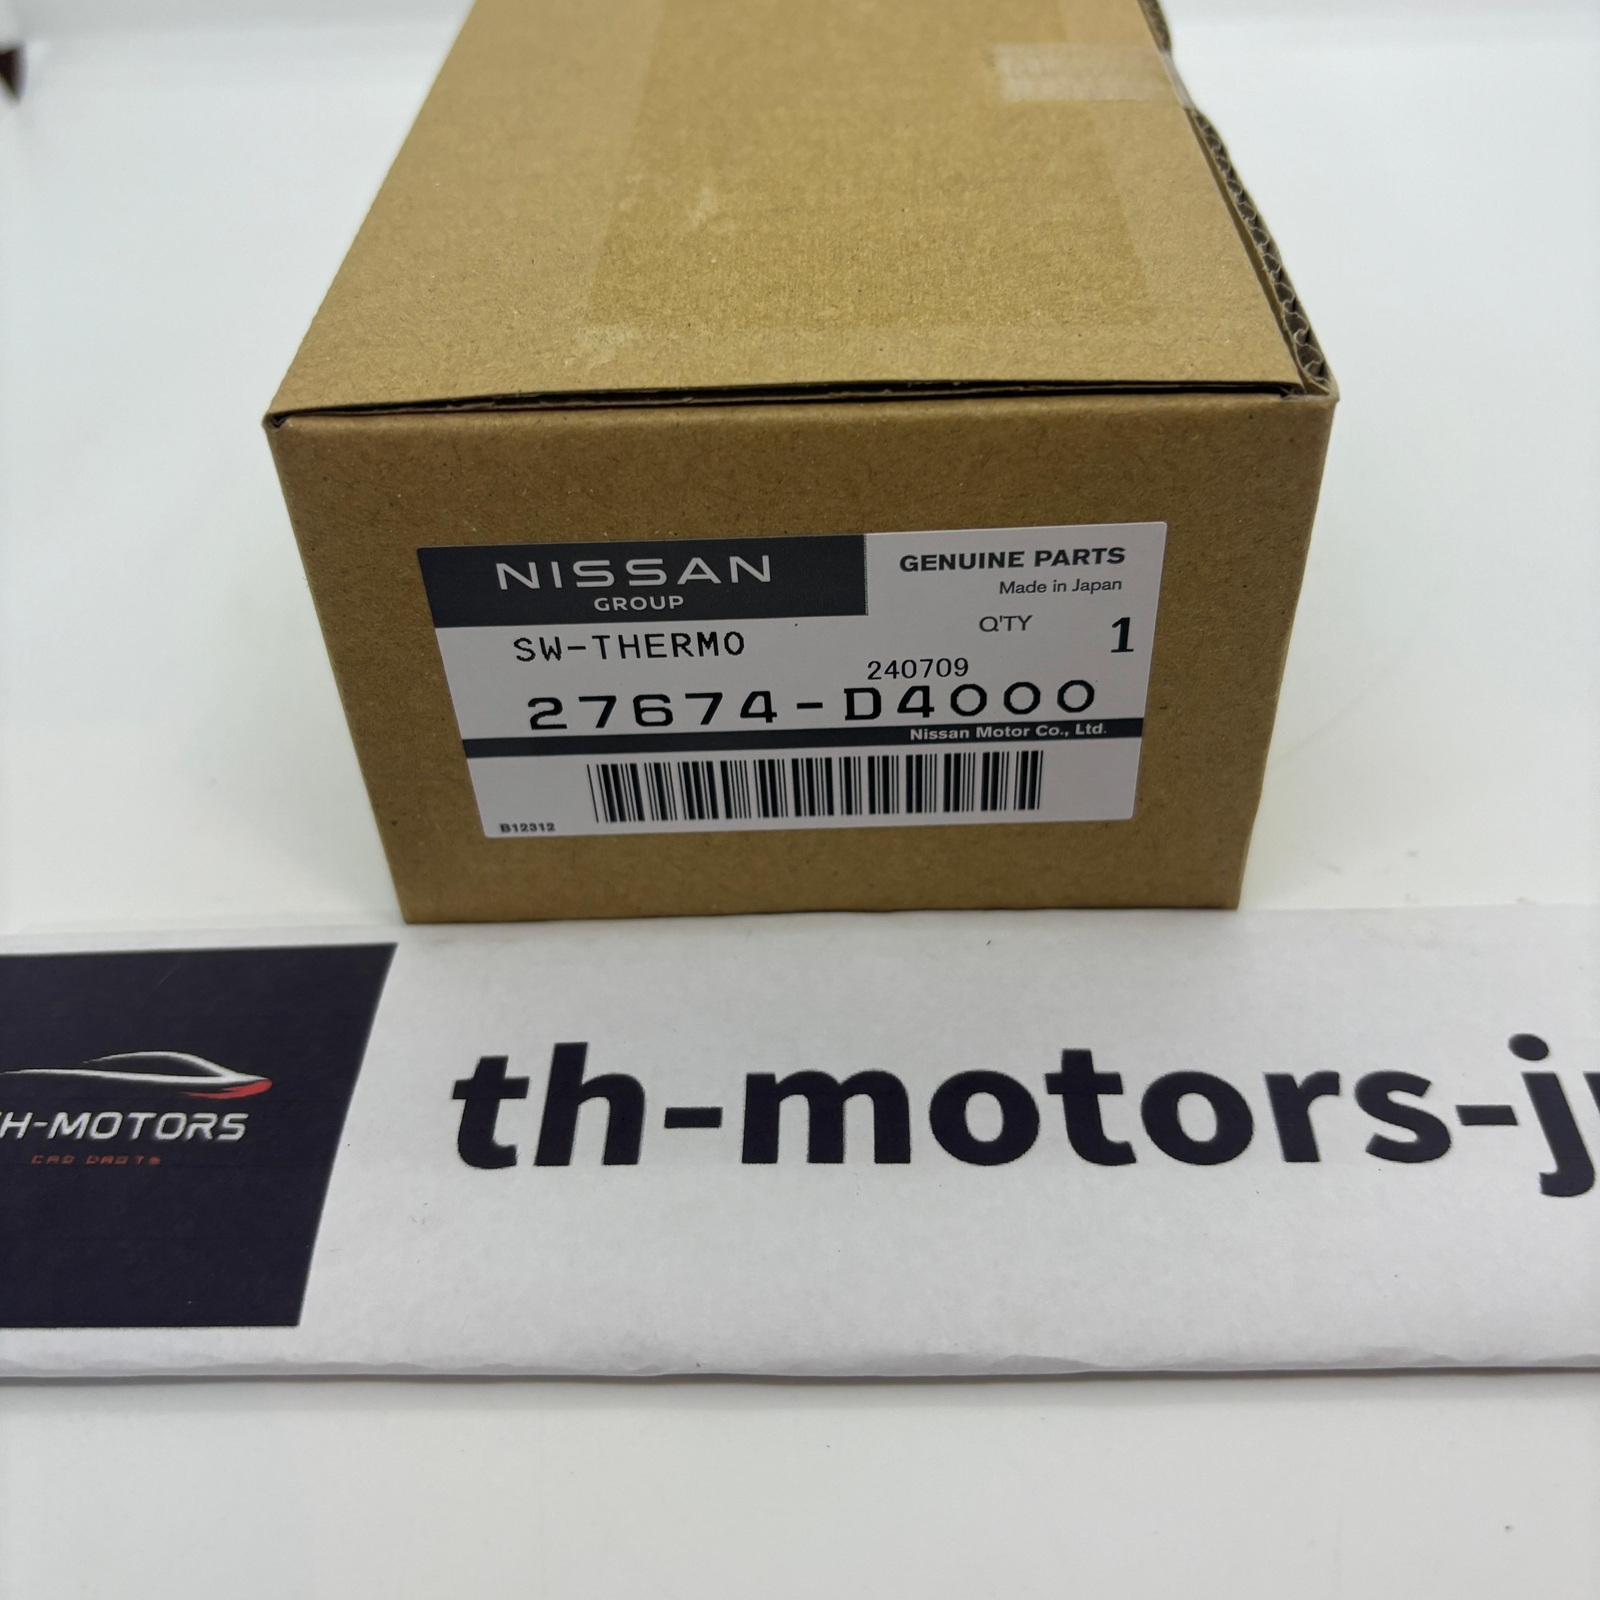 NISSAN
GROUP
GENUINE PARTS
Made in Japan
SW-THERMO
Q'TY 1
240709
27674-D4000
Nissan Motor Co., Ltd.
B12312
H-MOTORS
th-motors-j